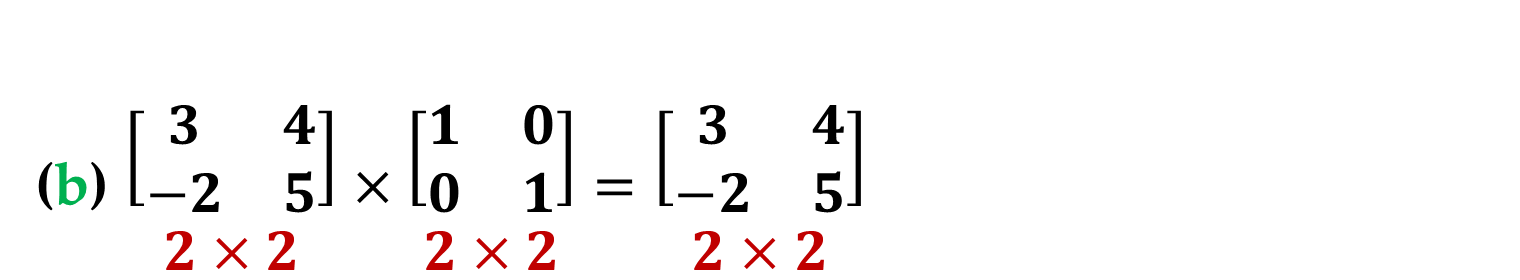 (b) [3 4; −2 5] × [1 0; 0 1] = [3 4; −2 5]
2 × 2 2 × 2 2 × 2